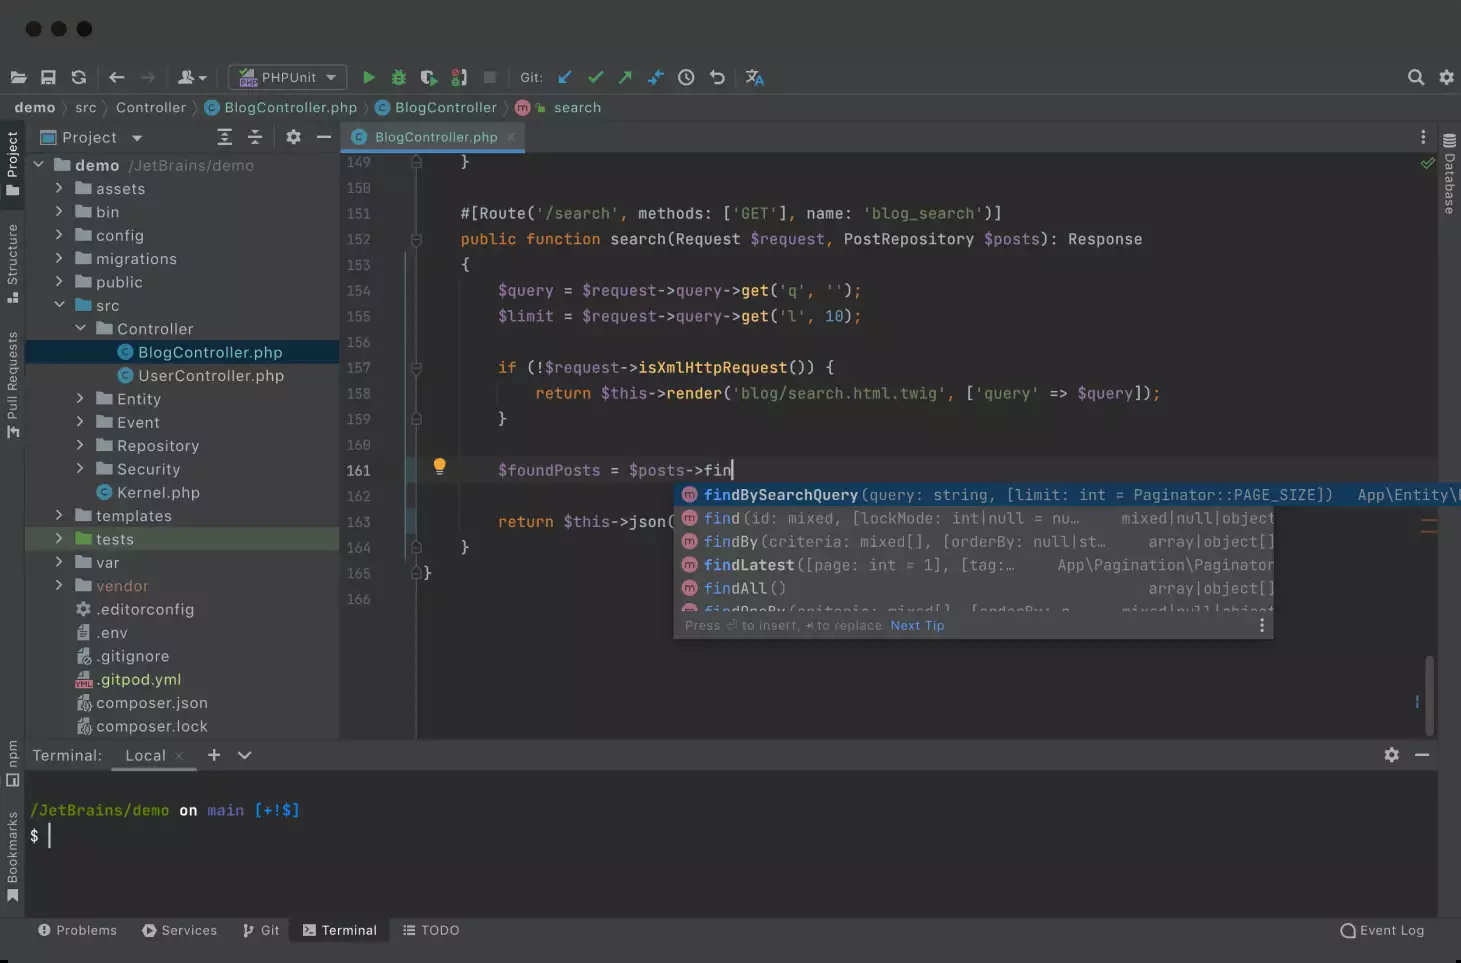 PHPUnit
Git:
demo src Controller BlogController.php BlogController search
Project
BlogController.php
demo /JetBrains/demo
assets
bin
config
migrations
public
src
Controller
BlogController.php
UserController.php
Entity
Event
Repository
Security
Kernel.php
templates
tests
var
vendor
.editorconfig
.env
.gitignore
.gitpod.yml
composer.json
composer.lock
Project
Structure
Pull Requests
npm
Bookmarks
Database
149 }
150
151 #[Route('/search', methods: ['GET'], name: 'blog_search')]
152 public function search(Request $request, PostRepository $posts): Response
153 {
154 $query = $request->query->get('q', '');
155 $limit = $request->query->get('l', 10);
156
157 if (!$request->isXmlHttpRequest()) {
158 return $this->render('blog/search.html.twig', ['query' => $query]);
159 }
160
161 $foundPosts = $posts->fin
162
163 return $this->json(
164 }
165 }
166
findBySearchQuery(query: string, [limit: int = Paginator::PAGE_SIZE]) App\Entity\
find(id: mixed, [lockMode: int|null = nu… mixed|null|object
findBy(criteria: mixed[], [orderBy: null|st… array|object[]
findLatest([page: int = 1], [tag:… App\Pagination\Paginator
findAll() array|object[]
findOneBy(criteria: mixed[], [orderBy: n… mixed|null|object
Press ⏎ to insert, ⇥ to replace Next Tip
Terminal: Local
/JetBrains/demo on main [+!$]
$
Problems Services Git Terminal TODO Event Log